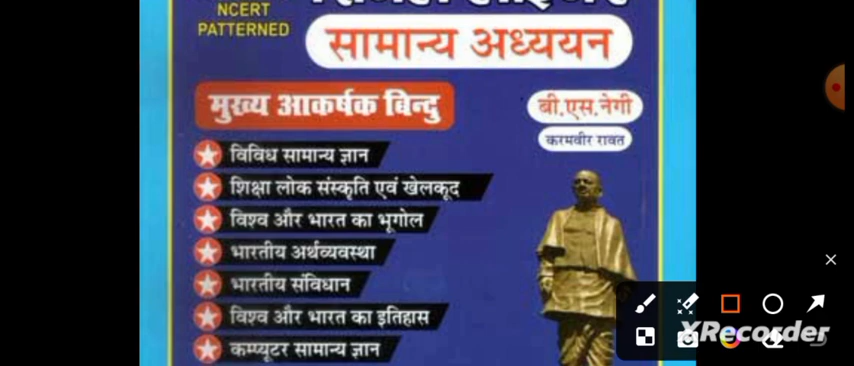 NCERT
PATTERNED
सामान्य अध्ययन
मुख्य आकर्षक बिन्दु
बी.एस.नेगी
करमवीर रावत
विविध सामान्य ज्ञान
शिक्षा लोक संस्कृति एवं खेलकूद
विश्व और भारत का भूगोल
भारतीय अर्थव्यवस्था
भारतीय संविधान
विश्व और भारत का इतिहास
कम्प्यूटर सामान्य ज्ञान
XRecorder